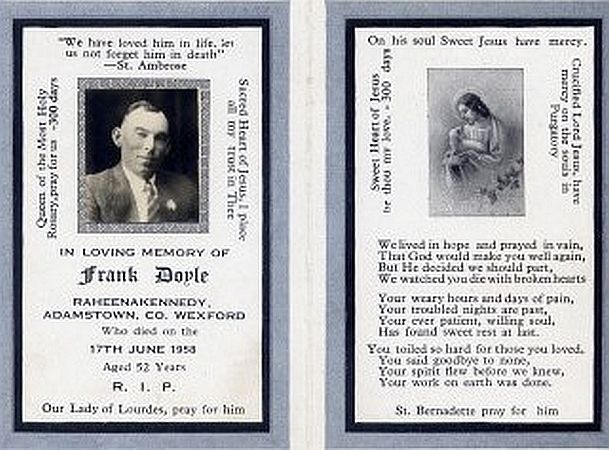 "We have loved him in life, let
us not forget him in death"
—St. Ambrose
Queen of the Most Holy
Rosary, pray for us -300 days
Sacred Heart of Jesus, I place
all my trust in Thee
IN LOVING MEMORY OF
Frank Doyle
RAHEENAKENNEDY,
ADAMSTOWN, CO. WEXFORD
Who died on the
17TH JUNE 1958
Aged 52 Years
R. I. P.
Our Lady of Lourdes, pray for him
On his soul Sweet Jesus have mercy.
Sweet Heart of Jesus
be thou my love. - 300 days
Crucified Lord Jesus, have
mercy on the souls in
Purgatory
We lived in hope and prayed in vain,
That God would make you well again,
But He decided we should part,
We watched you die with broken hearts
Your weary hours and days of pain,
Your troubled nights are past,
Your ever patient, willing soul,
Has found sweet rest at last.
You toiled so hard for those you loved,
You said goodbye to none,
Your spirit flew before we knew,
Your work on earth was done.
St. Bernadette pray for him